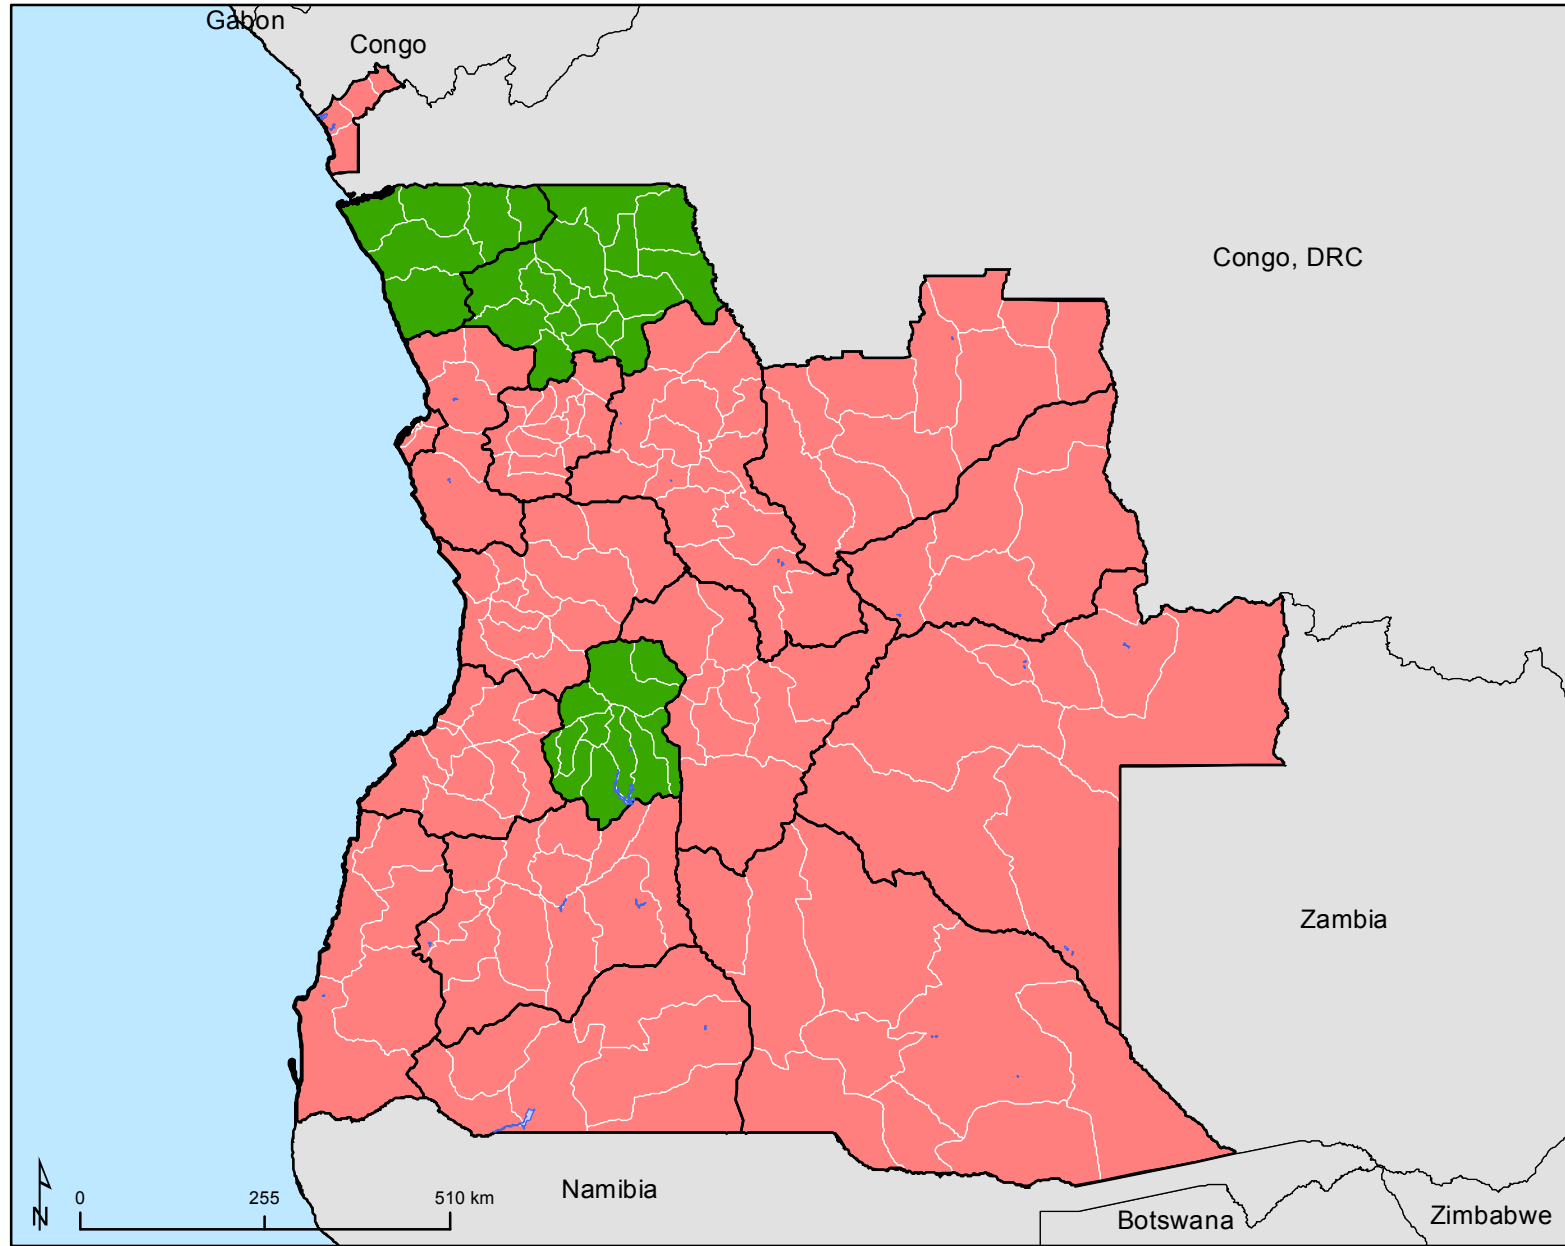 Gabon
Congo
Congo, DRC
Zambia
Namibia
Botswana
Zimbabwe
N
0 255 510 km